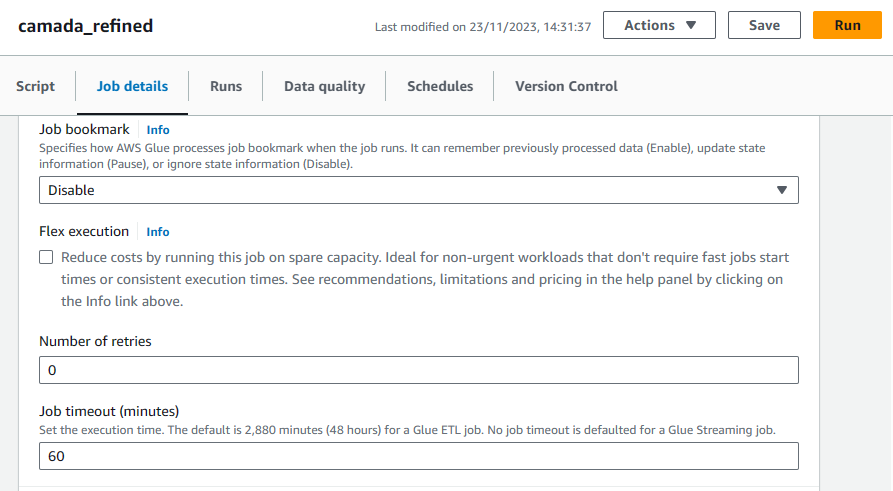 camada_refined
Last modified on 23/11/2023, 14:31:37
Actions
Save
Run
Script
Job details
Runs
Data quality
Schedules
Version Control
Job bookmark Info
Specifies how AWS Glue processes job bookmark when the job runs. It can remember previously processed data (Enable), update state
information (Pause), or ignore state information (Disable).
Disable
Flex execution Info
Reduce costs by running this job on spare capacity. Ideal for non-urgent workloads that don't require fast jobs start
times or consistent execution times. See recommendations, limitations and pricing in the help panel by clicking on
the Info link above.
Number of retries
0
Job timeout (minutes)
Set the execution time. The default is 2,880 minutes (48 hours) for a Glue ETL job. No job timeout is defaulted for a Glue Streaming job.
60